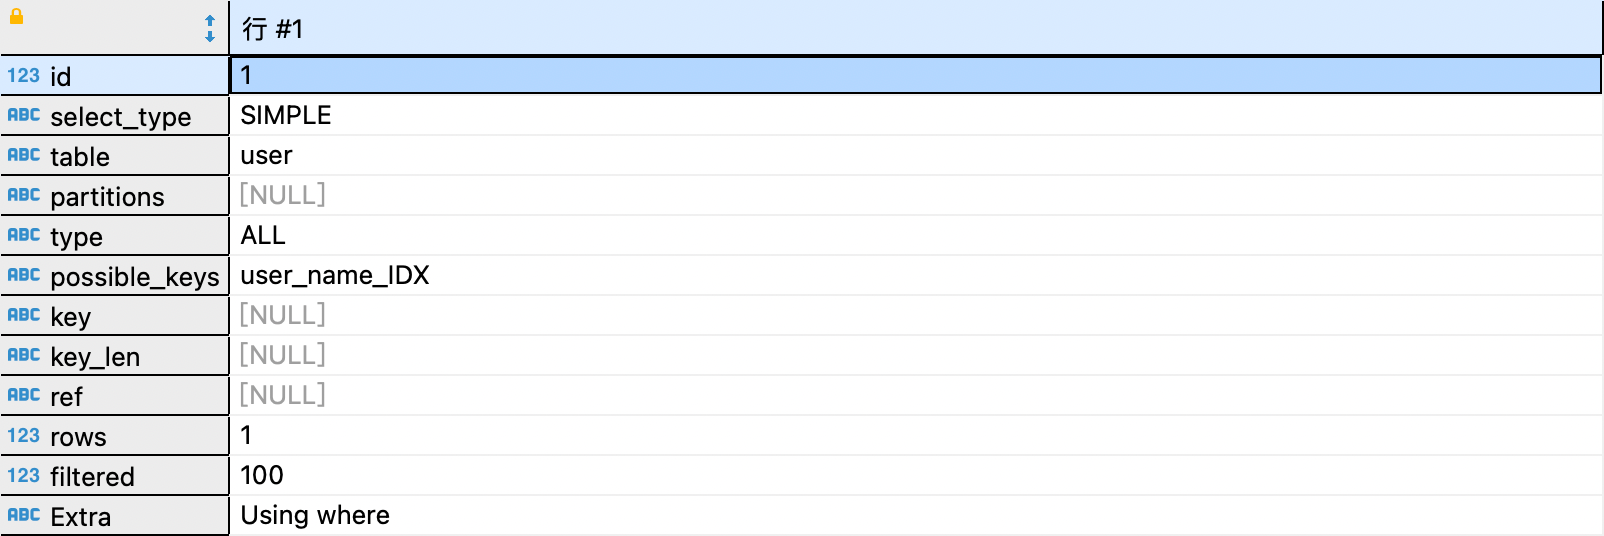 行 #1
123 id 1
ABC select_type SIMPLE
ABC table user
ABC partitions [NULL]
ABC type ALL
ABC possible_keys user_name_IDX
ABC key [NULL]
ABC key_len [NULL]
ABC ref [NULL]
123 rows 1
123 filtered 100
ABC Extra Using where